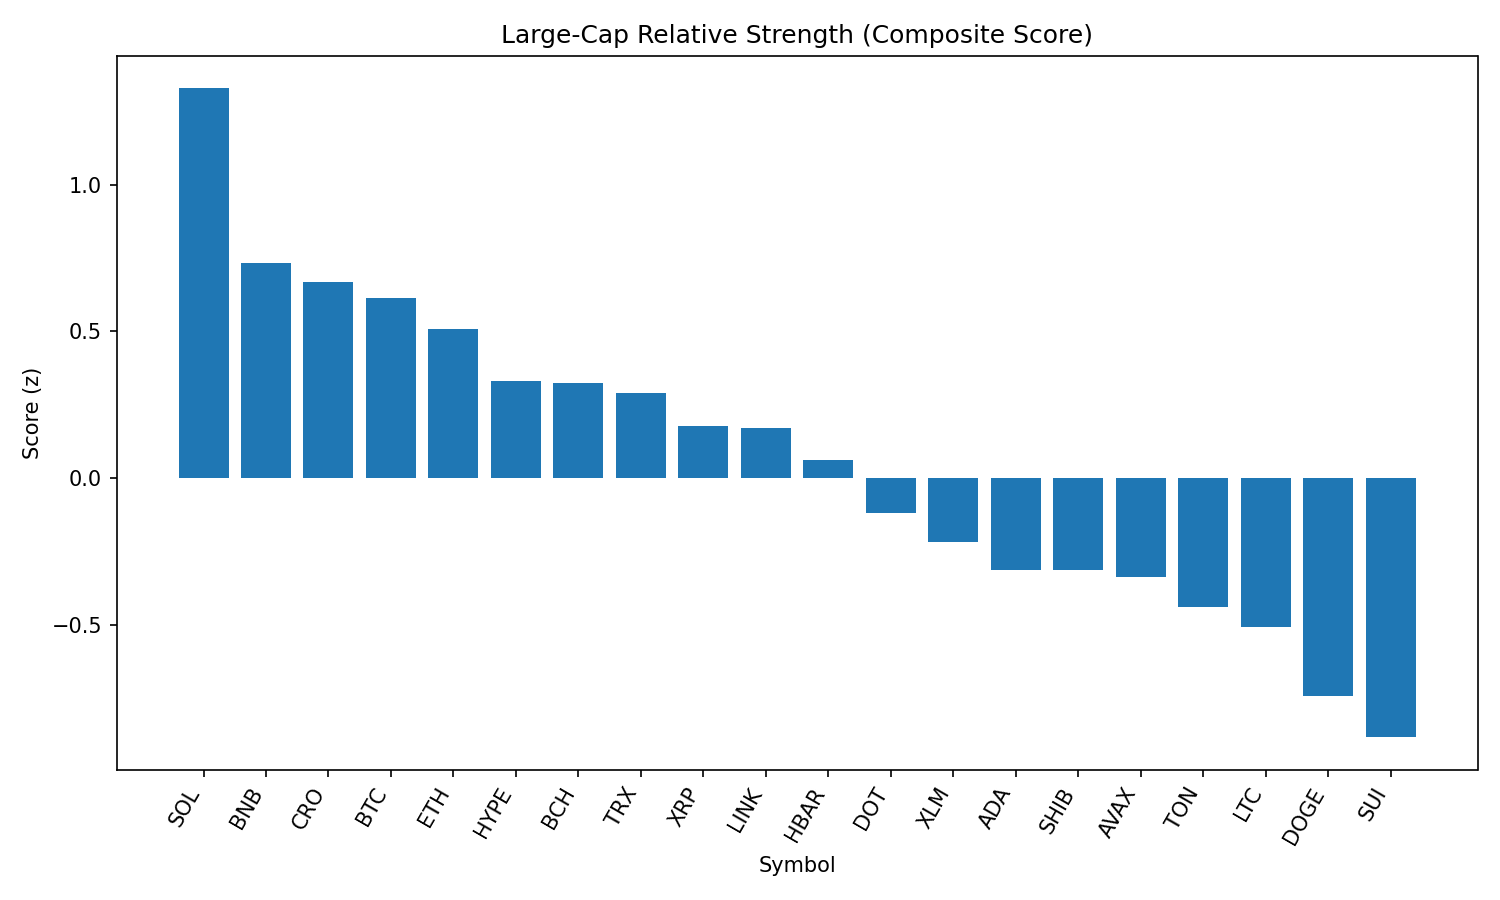 Large-Cap Relative Strength (Composite Score)
1.0
0.5
0.0
−0.5
Score (z)
SOL
BNB
CRO
BTC
ETH
HYPE
BCH
TRX
XRP
LINK
HBAR
DOT
XLM
ADA
SHIB
AVAX
TON
LTC
DOGE
SUI
Symbol